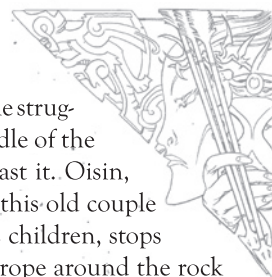 e strug-
dle of the
ast it. Oisin,
this old couple
children, stops
rope around the rock